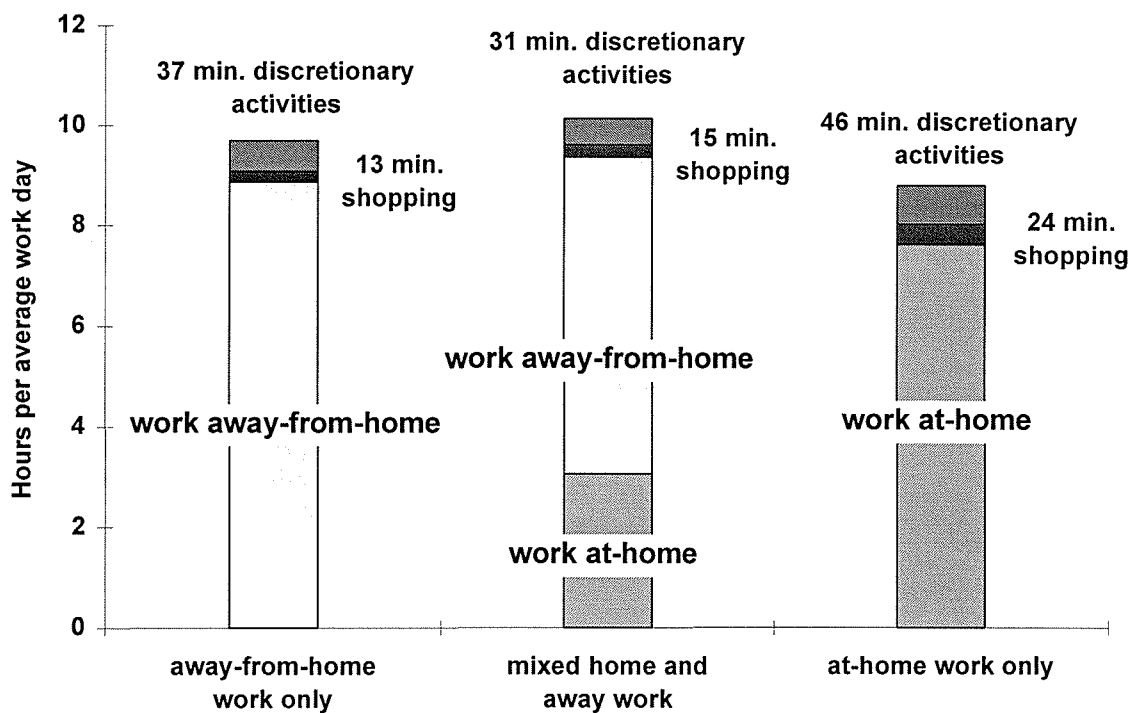 12
10
8
6
4
2
0
Hours per average work day
37 min. discretionary
activities
13 min.
shopping
work away-from-home
31 min. discretionary
activities
15 min.
shopping
work away-from-home
work at-home
46 min. discretionary
activities
24 min.
shopping
work at-home
away-from-home
work only
mixed home and
away work
at-home work only